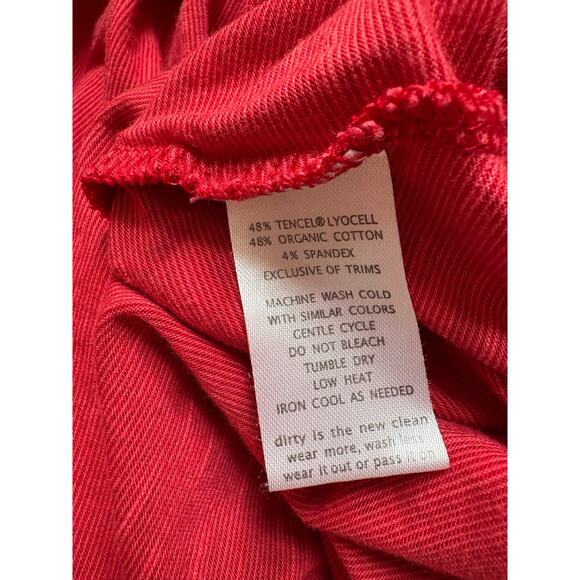 48% TENCEL® LYOCELL
48% ORGANIC COTTON
4% SPANDEX
EXCLUSIVE OF TRIMS
MACHINE WASH COLD
WITH SIMILAR COLORS
GENTLE CYCLE
DO NOT BLEACH
TUMBLE DRY
LOW HEAT
IRON COOL AS NEEDED
dirty is the new clean
wear more, wash less
wear it out or pass it on